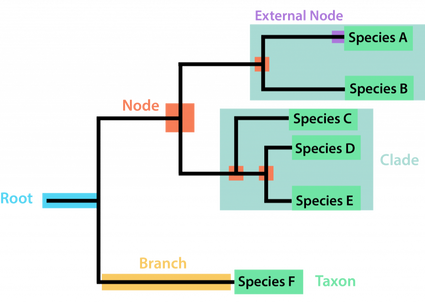 External Node
Species A
Species B
Node
Species C
Species D
Clade
Species E
Root
Branch
Species F
Taxon